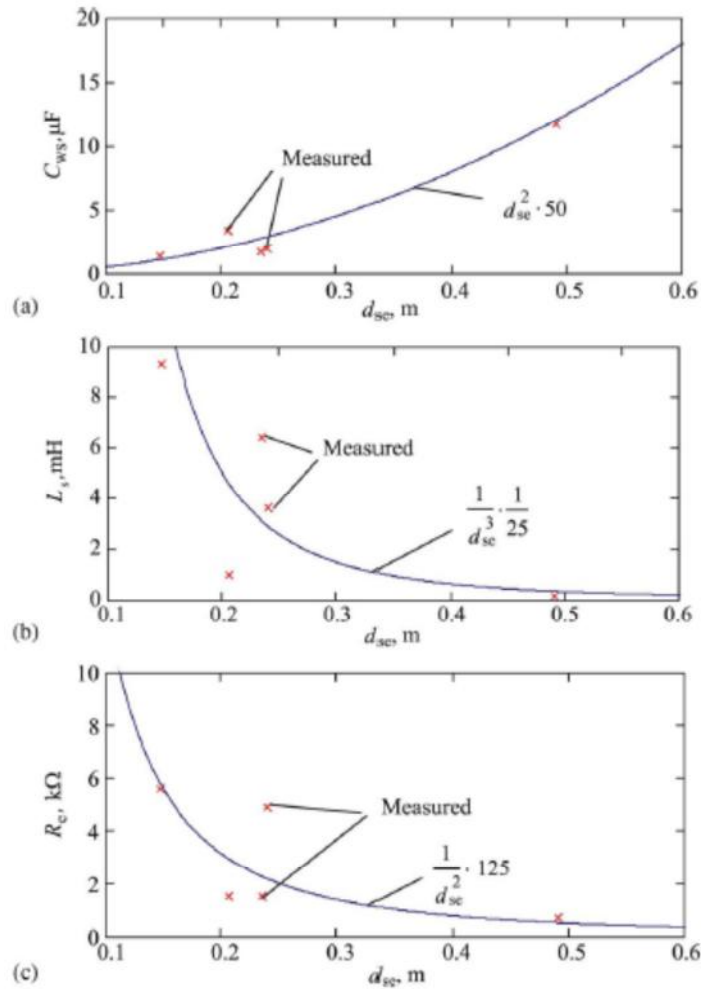 20
15
10
5
0
C_ws, μF
Measured
d_se^2 · 50
0.1 0.2 0.3 0.4 0.5 0.6
(a)
d_se, m
10
8
6
4
2
0
L_s,mH
Measured
1/d_se^3 · 1/25
0.1 0.2 0.3 0.4 0.5 0.6
(b)
d_se, m
10
8
6
4
2
0
R_e, kΩ
Measured
1/d_se^2 · 125
0.1 0.2 0.3 0.4 0.5 0.6
(c)
d_se, m